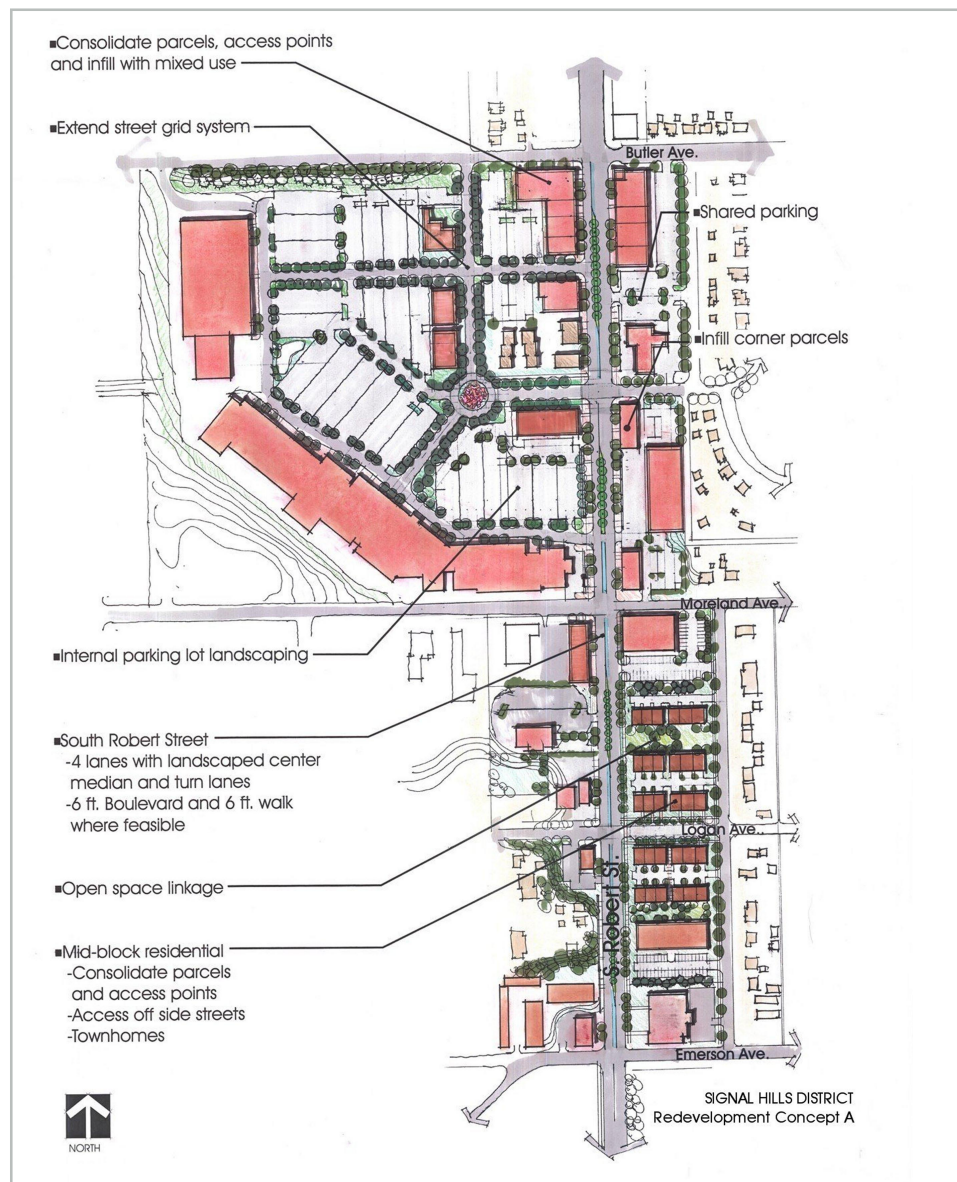 ▪Consolidate parcels, access points
and infill with mixed use
▪Extend street grid system
Butler Ave.
▪Shared parking
▪Infill corner parcels
Moreland Ave.
▪Internal parking lot landscaping
▪South Robert Street
-4 lanes with landscaped center
median and turn lanes
-6 ft. Boulevard and 6 ft. walk
where feasible
Logan Ave.
▪Open space linkage
S. Robert St.
▪Mid-block residential
-Consolidate parcels
and access points
-Access off side streets
-Townhomes
Emerson Ave.
SIGNAL HILLS DISTRICT
Redevelopment Concept A
NORTH